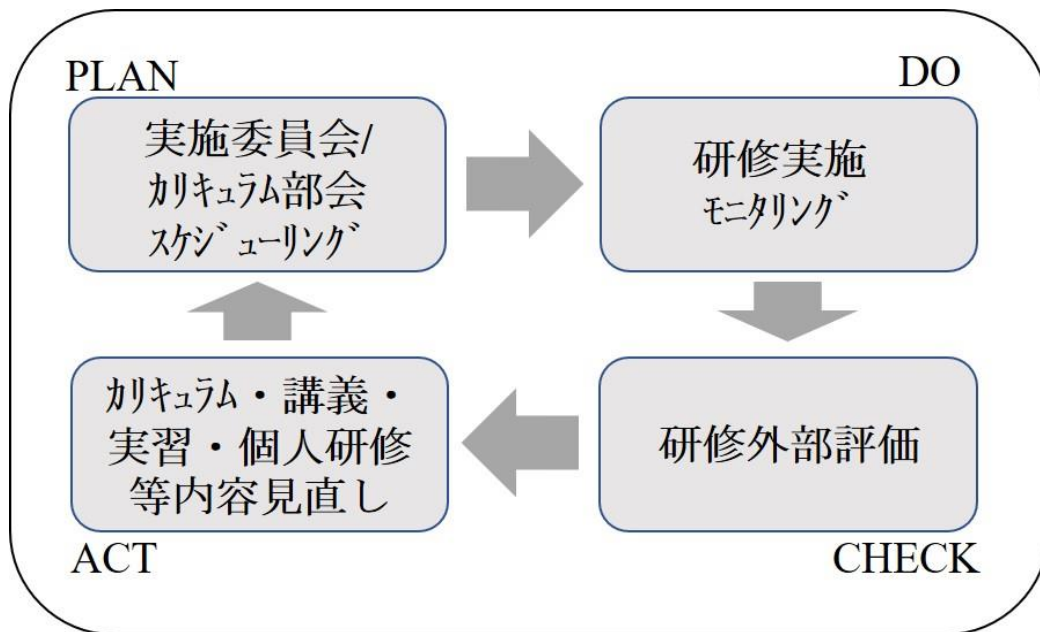 PLAN
実施委員会/
ｶﾘｷｭﾗﾑ部会
ｽｹｼﾞｭｰﾘﾝｸﾞ
DO
研修実施
ﾓﾆﾀﾘﾝｸﾞ
ｶﾘｷｭﾗﾑ・講義・
実習・個人研修
等内容見直し
ACT
研修外部評価
CHECK